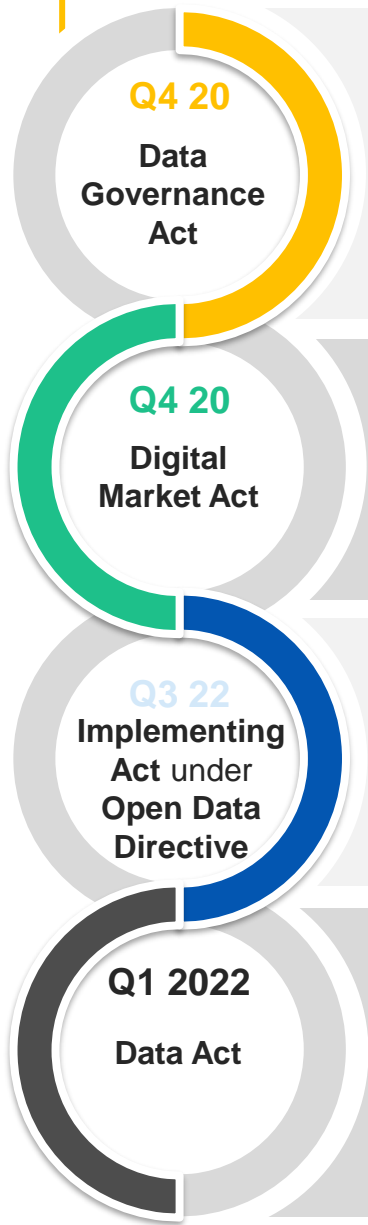 Q4 20
Data
Governance
Act
Q4 20
Digital
Market Act
Q3 22
Implementing
Act under
Open Data
Directive
Q1 2022
Data Act